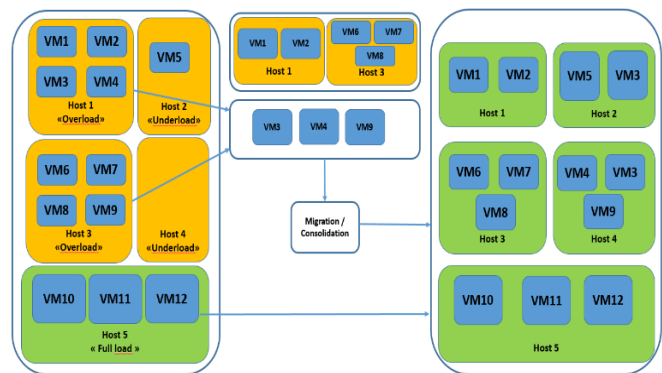 VM1 VM2
VM3 VM4
Host 1
«Overload»
VM5
Host 2
«Underload»
VM6 VM7
VM8 VM9
Host 3
«Overload»
Host 4
«Underload»
VM10 VM11 VM12
Host 5
« Full load »
VM1 VM2
Host 1
VM6 VM7
VM8
Host 3
VM3 VM4 VM9
Migration /
Consolidation
VM1 VM2
Host 1
VM5 VM3
Host 2
VM6 VM7
VM8
Host 3
VM4 VM3
VM9
Host 4
VM10 VM11 VM12
Host 5